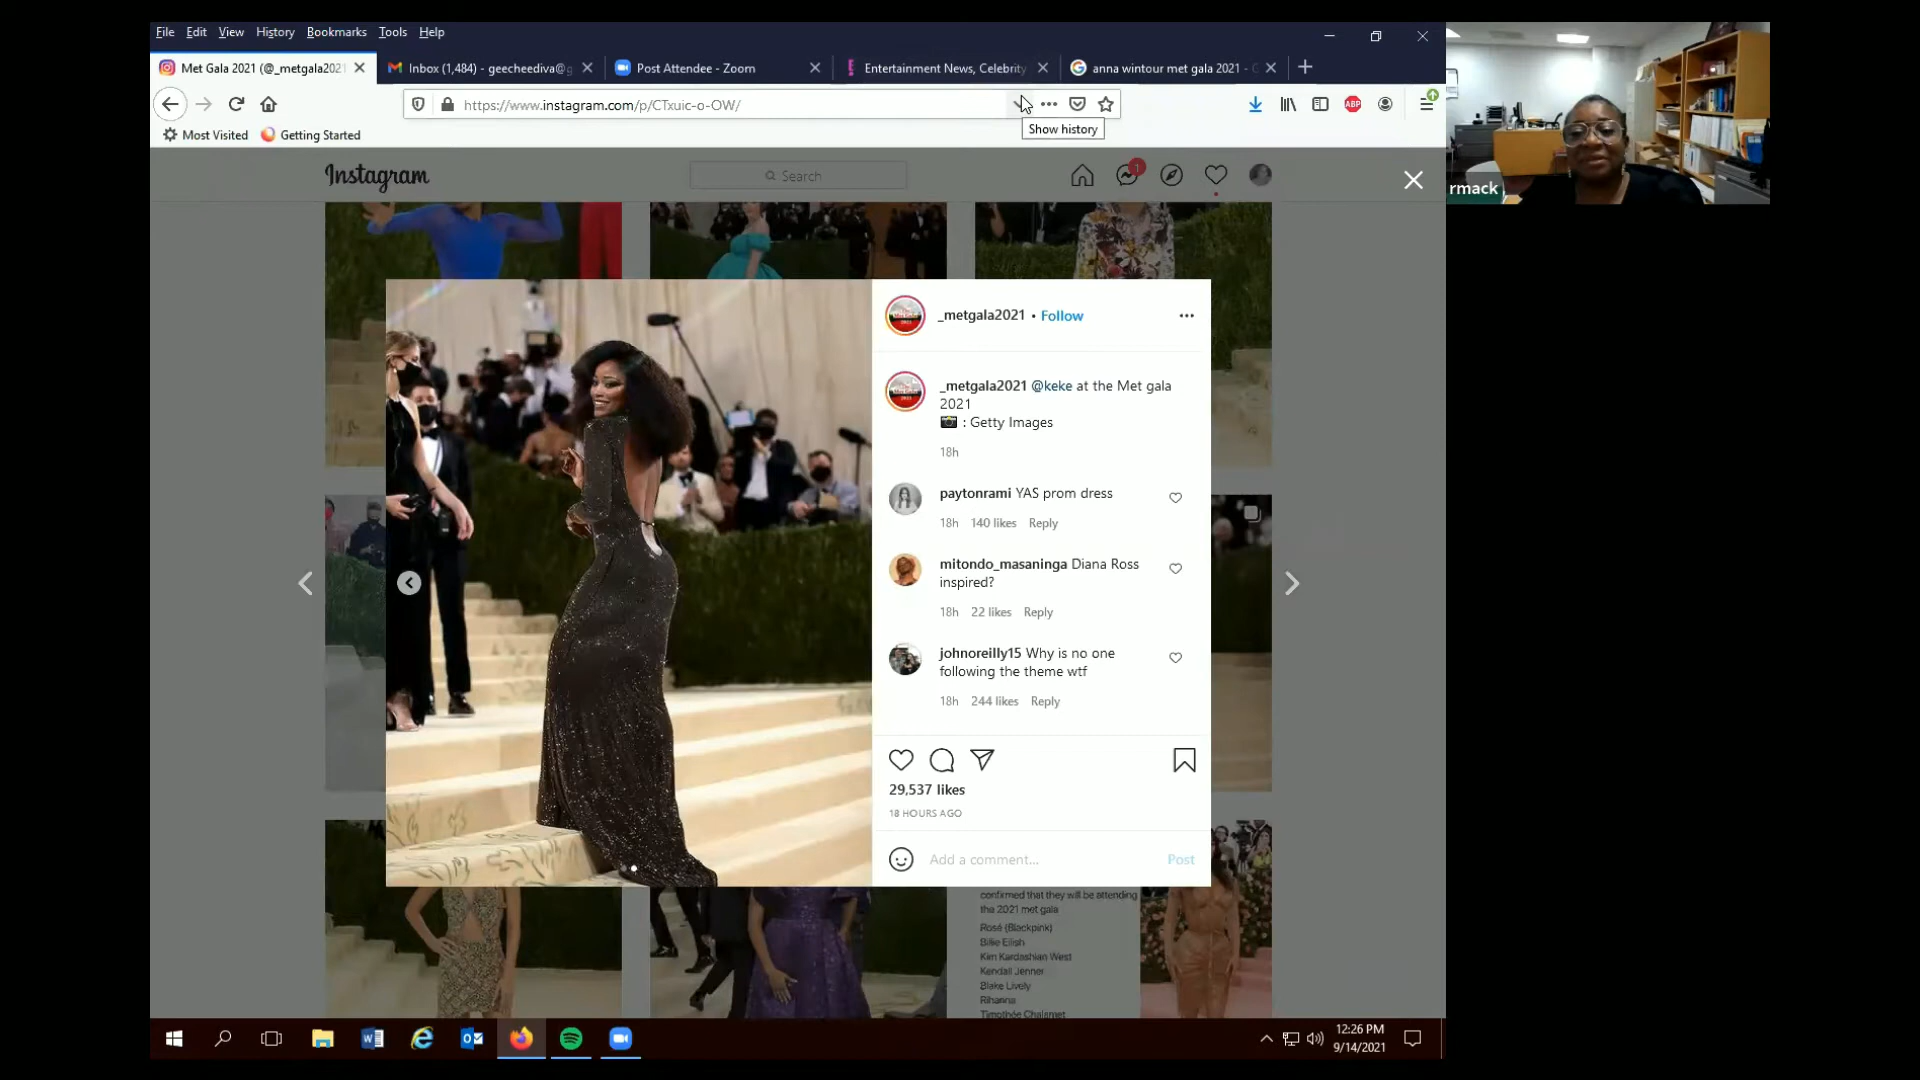 File Edit View History Bookmarks Tools Help
Met Gala 2021 (@_metgala2021
Inbox (1,484) - geecheediva@g
Post Attendee - Zoom
Entertainment News, Celebrity
anna wintour met gala 2021 -
https://www.instagram.com/p/CTxuic-o-OW/
ABP
Show history
Most Visited
Getting Started
Instagram
Search
1
rmack
_metgala2021 • Follow
_metgala2021 @keke at the Met gala
2021
: Getty Images
18h
paytonrami YAS prom dress
18h 140 likes Reply
mitondo_masaninga Diana Ross
inspired?
18h 22 likes Reply
johnoreilly15 Why is no one
following the theme wtf
18h 244 likes Reply
29,537 likes
18 HOURS AGO
Add a comment... Post
confirmed that they will be attending
the 2021 met gala
Rosé (Blackpink)
Billie Eilish
Kim Kardashian West
Kendall Jenner
Blake Lively
Rihanna
Timothée Chalamet
12:26 PM
9/14/2021